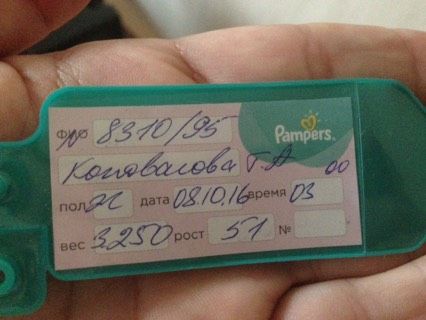 ФИО № 8310/95
Pampers
Коновалова Г.А
пол ж дата 08.10.16 время 03 00
вес 3.250 рост 51 №